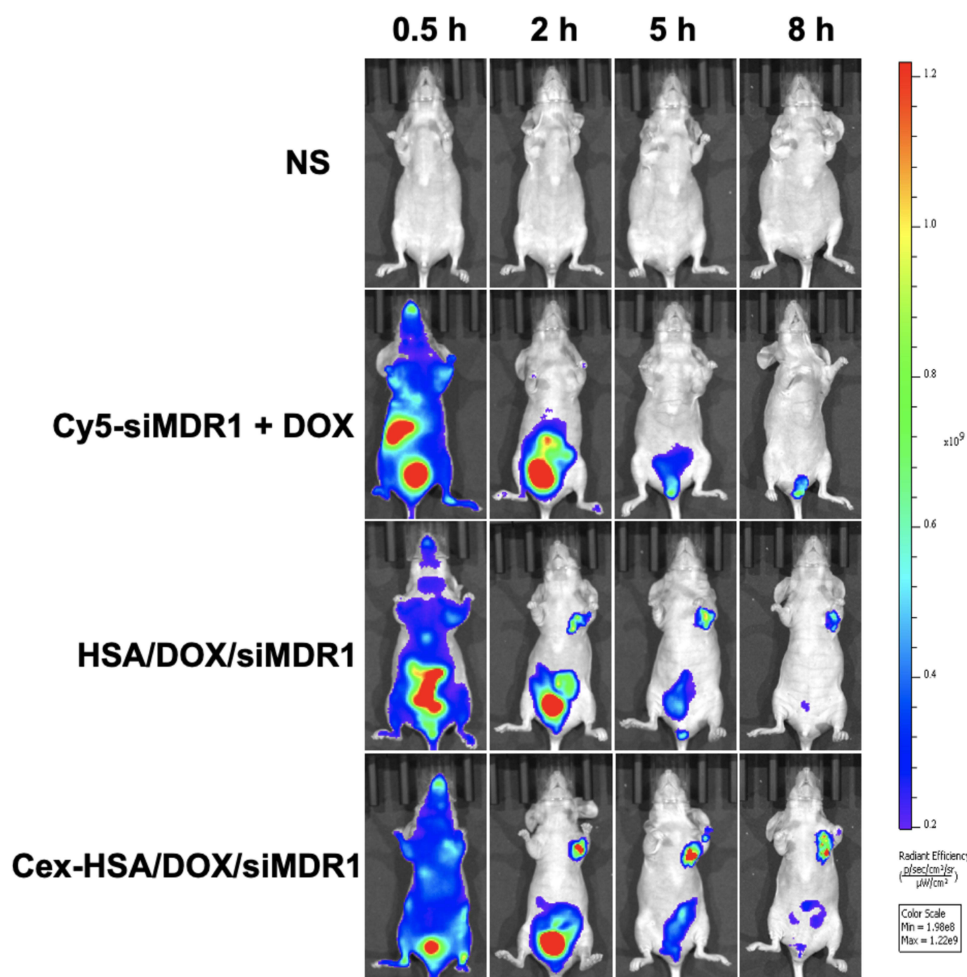 0.5 h 2 h 5 h 8 h
NS
Cy5-siMDR1 + DOX
HSA/DOX/siMDR1
Cex-HSA/DOX/siMDR1
1.2
1.0
0.8
x10⁹
0.6
0.4
0.2
Radiant Efficiency
(p/sec/cm²/sr
µW/cm²)
Color Scale
Min = 1.98e8
Max = 1.22e9